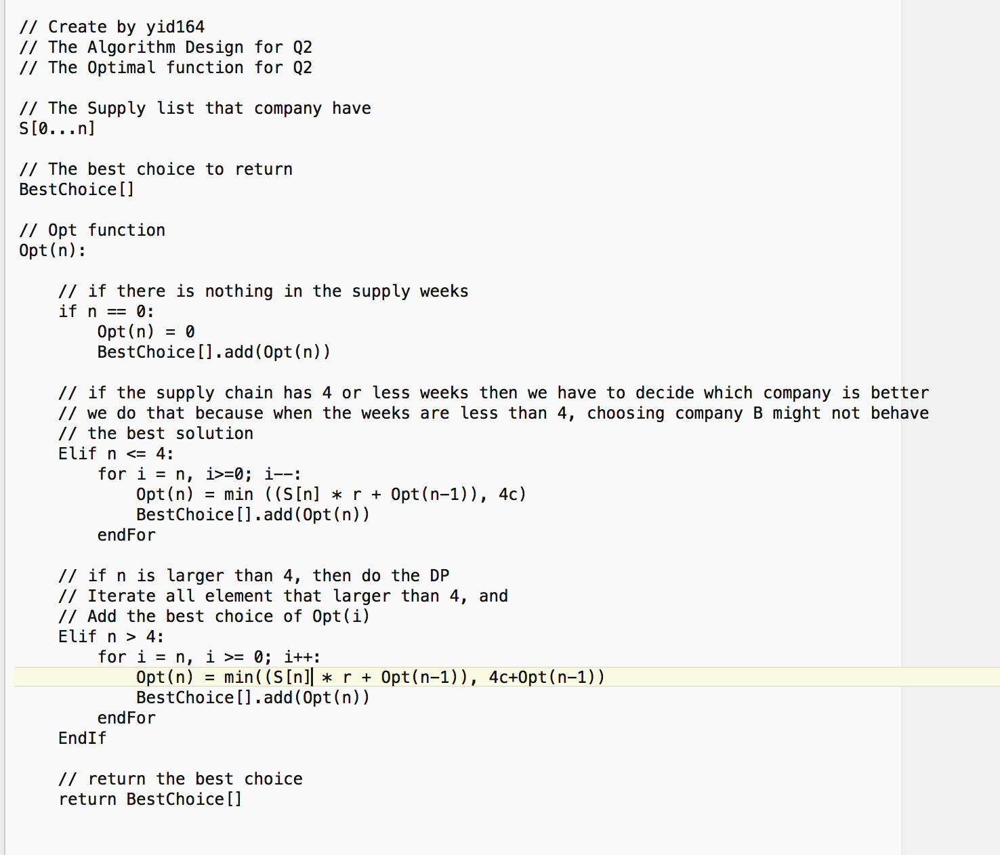 // Create by yid164
// The Algorithm Design for Q2
// The Optimal function for Q2
// The Supply list that company have
S[0...n]
// The best choice to return
BestChoice[]
// Opt function
Opt(n):
// if there is nothing in the supply weeks
if n == 0:
Opt(n) = 0
BestChoice[].add(Opt(n))
// if the supply chain has 4 or less weeks then we have to decide which company is better
// we do that because when the weeks are less than 4, choosing company B might not behave
// the best solution
Elif n <= 4:
for i = n, i>=0; i--:
Opt(n) = min ((S[n] * r + Opt(n-1)), 4c)
BestChoice[].add(Opt(n))
endFor
// if n is larger than 4, then do the DP
// Iterate all element that larger than 4, and
// Add the best choice of Opt(i)
Elif n > 4:
for i = n, i >= 0; i++:
Opt(n) = min((S[n] * r + Opt(n-1)), 4c+Opt(n-1))
BestChoice[].add(Opt(n))
endFor
EndIf
// return the best choice
return BestChoice[]